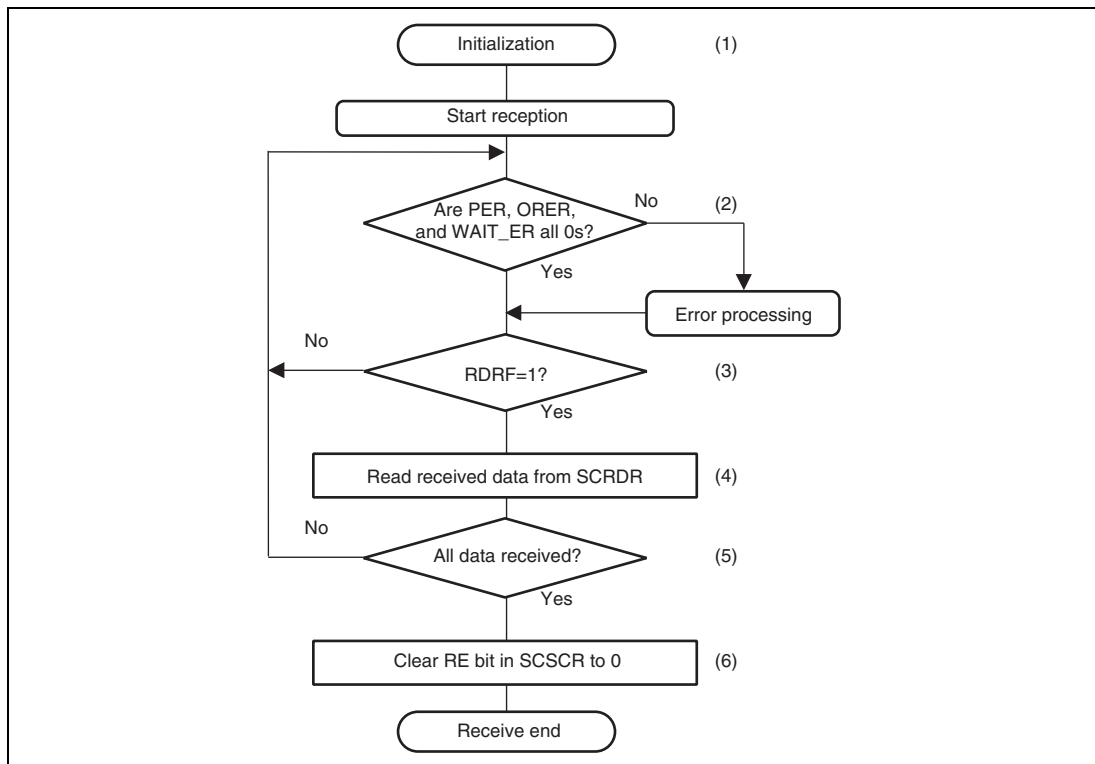 Initialization
(1)
Start reception
Are PER, ORER,
and WAIT_ER all 0s?
No
(2)
Yes
Error processing
No
RDRF=1?
(3)
Yes
Read received data from SCRDR
(4)
No
All data received?
(5)
Yes
Clear RE bit in SCSCR to 0
(6)
Receive end